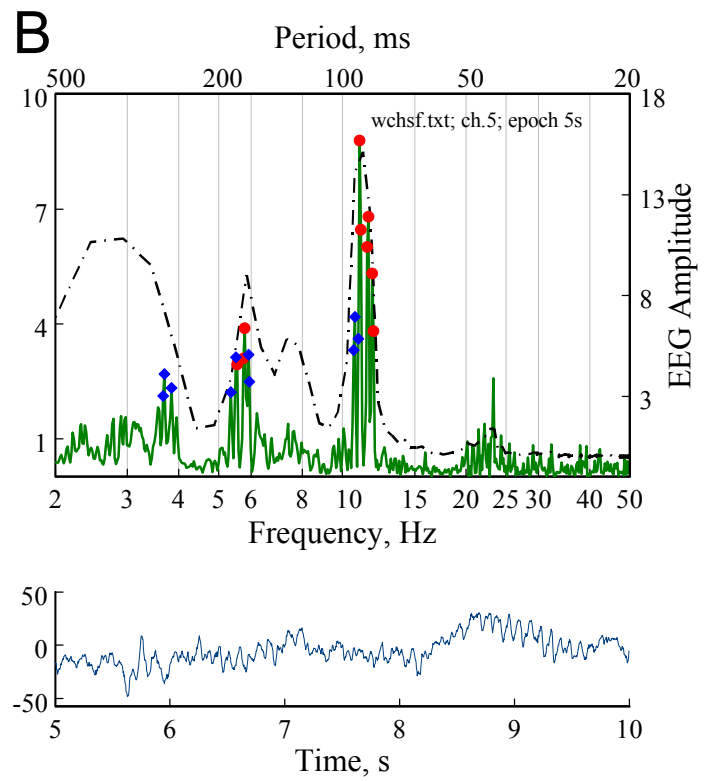 B
Period, ms
500 200 100 50 20
10 18
wchsf.txt; ch.5; epoch 5s
7 13
4 8
1 3
EEG Amplitude
2 3 4 5 6 8 10 15 20 25 30 40 50
Frequency, Hz
50
0
-50
5 6 7 8 9 10
Time, s